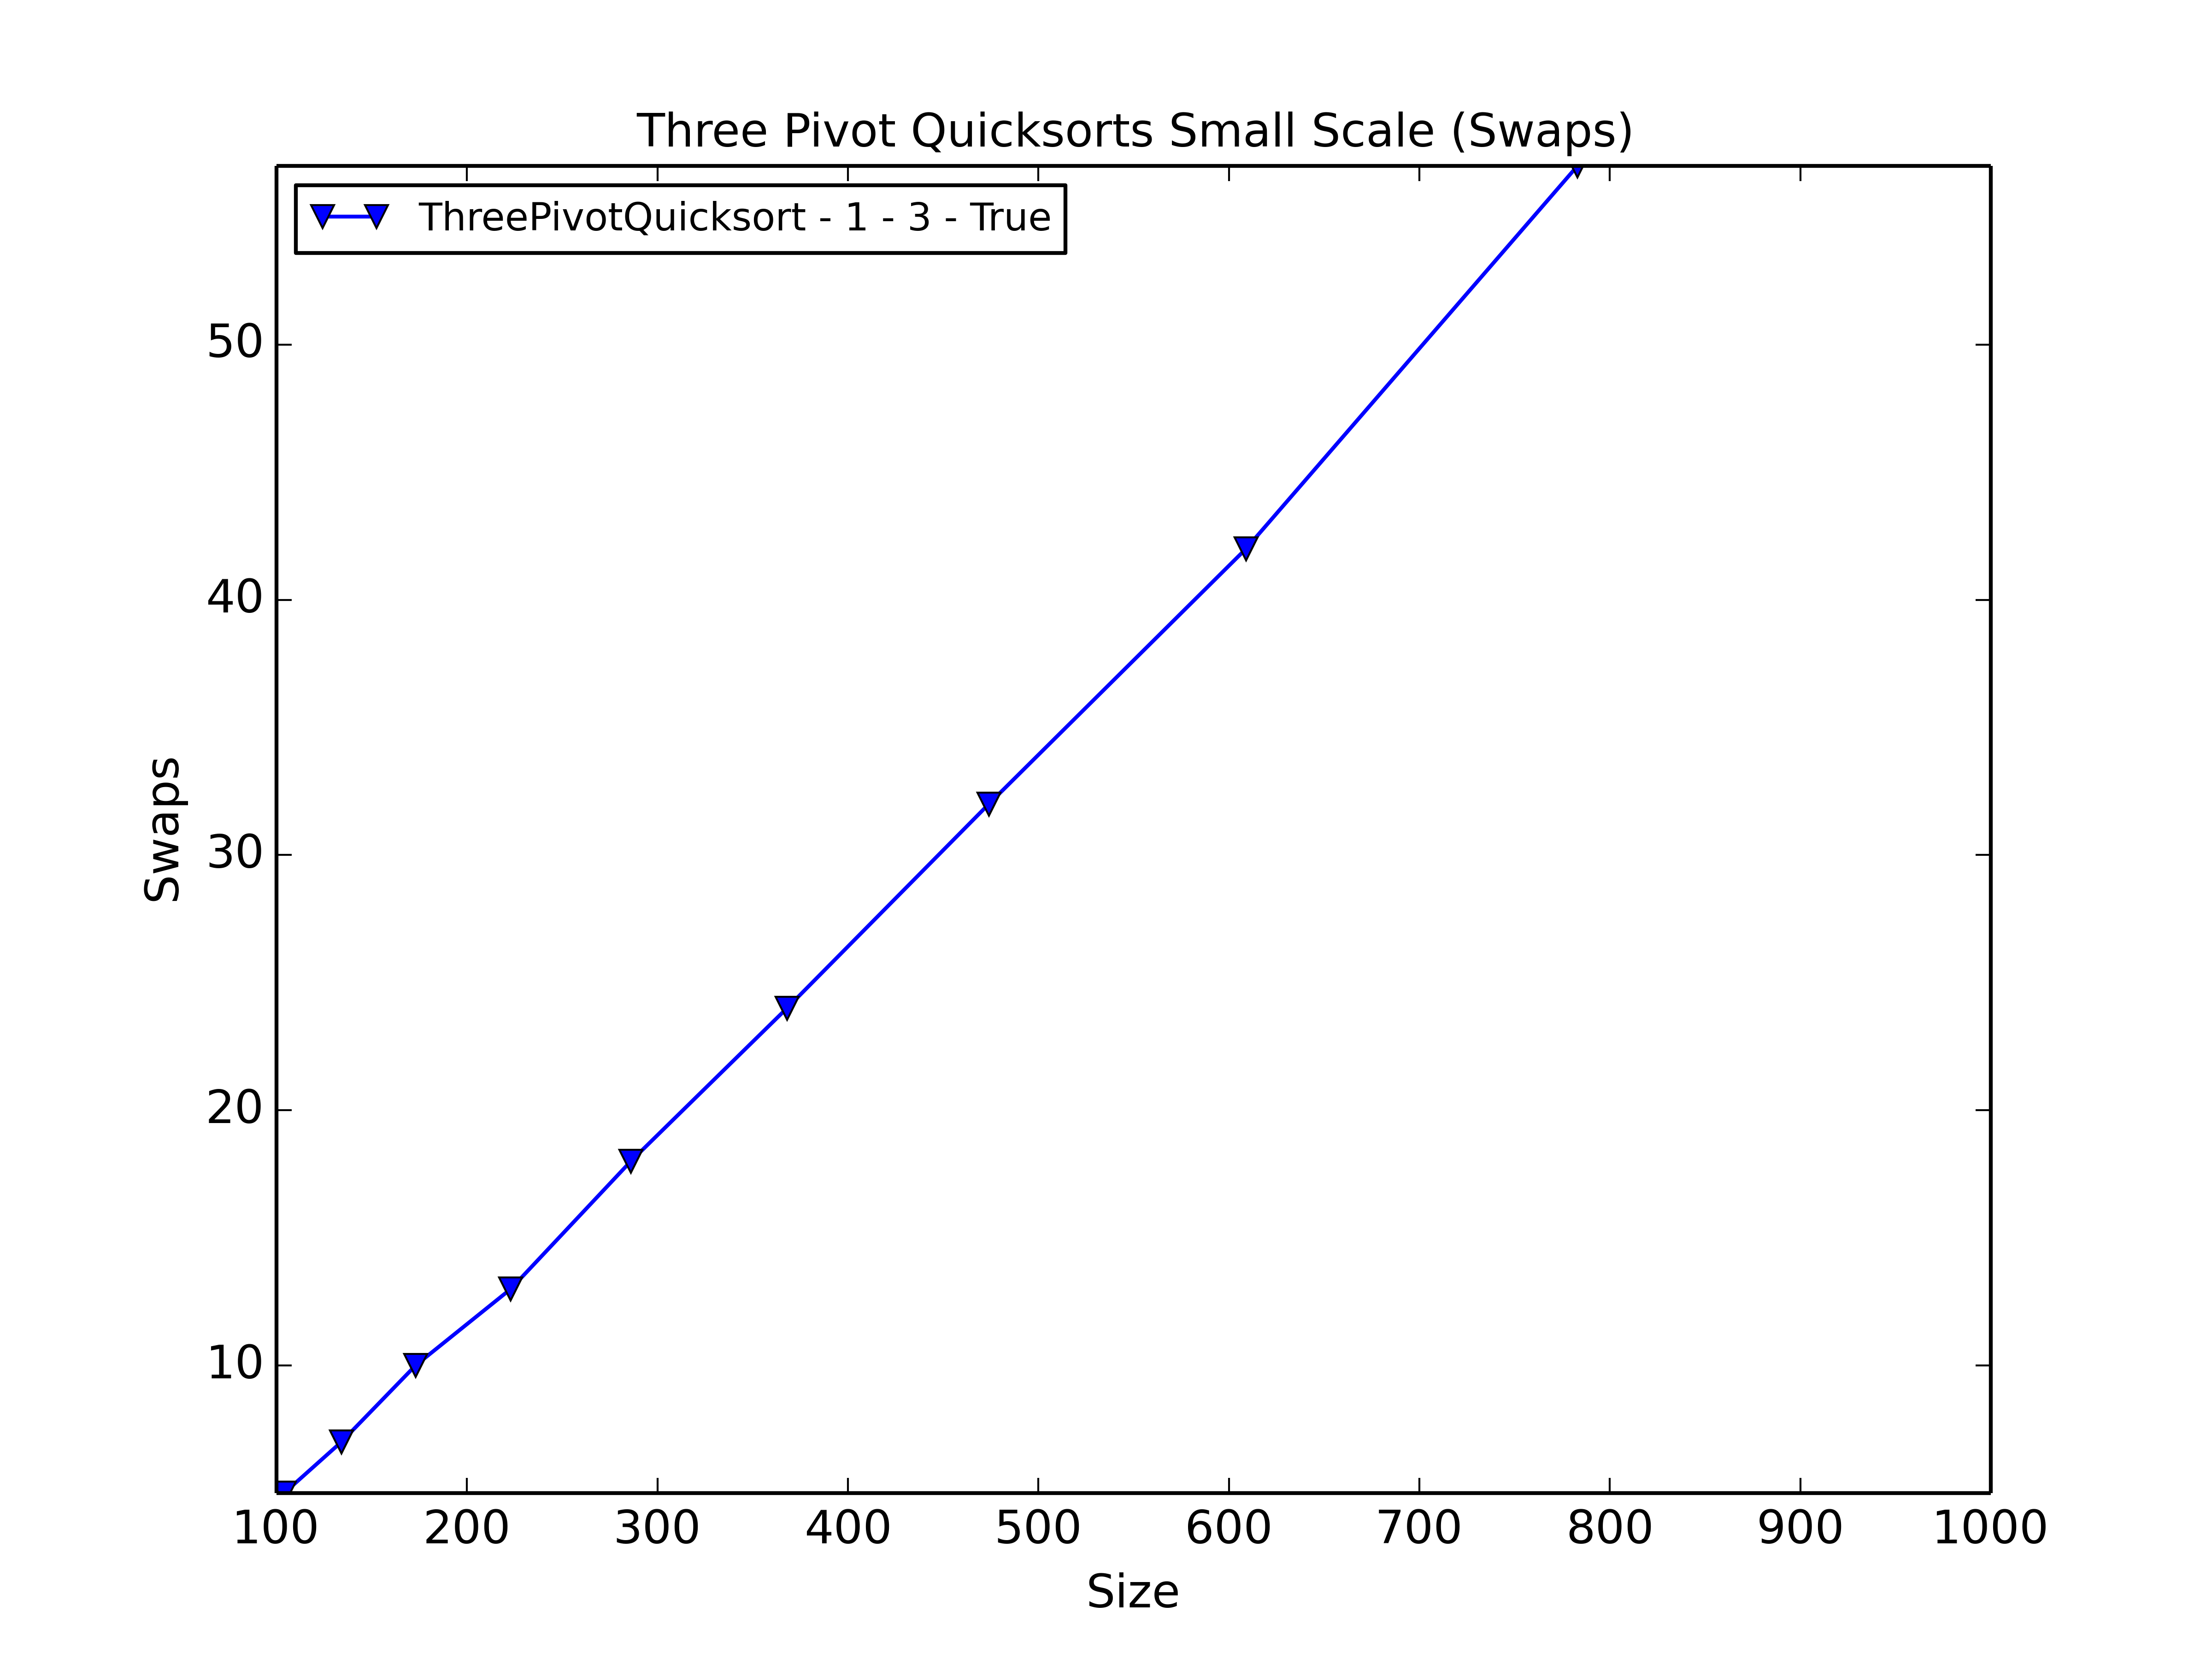 Three Pivot Quicksorts Small Scale (Swaps)
ThreePivotQuicksort - 1 - 3 - True
50
40
30
20
10
Swaps
100 200 300 400 500 600 700 800 900 1000
Size